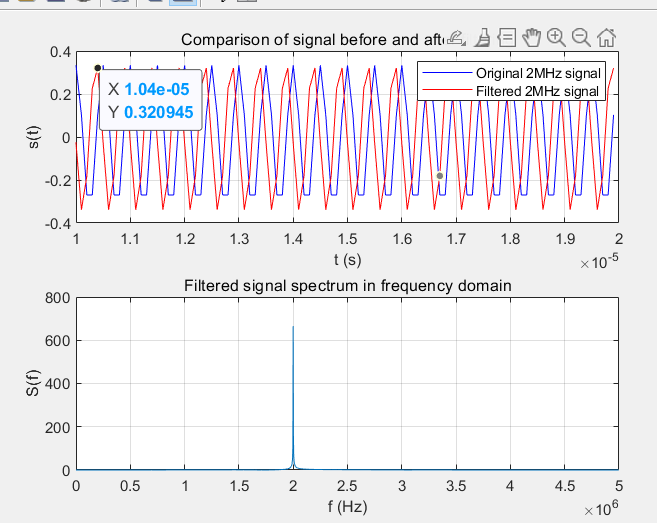 Comparison of signal before and afte
0.4
0.2
0
-0.2
-0.4
s(t)
X 1.04e-05
Y 0.320945
Original 2MHz signal
Filtered 2MHz signal
1 1.1 1.2 1.3 1.4 1.5 1.6 1.7 1.8 1.9 2
t (s)
×10-5
Filtered signal spectrum in frequency domain
800
600
400
200
0
S(f)
0 0.5 1 1.5 2 2.5 3 3.5 4 4.5 5
f (Hz)
×106